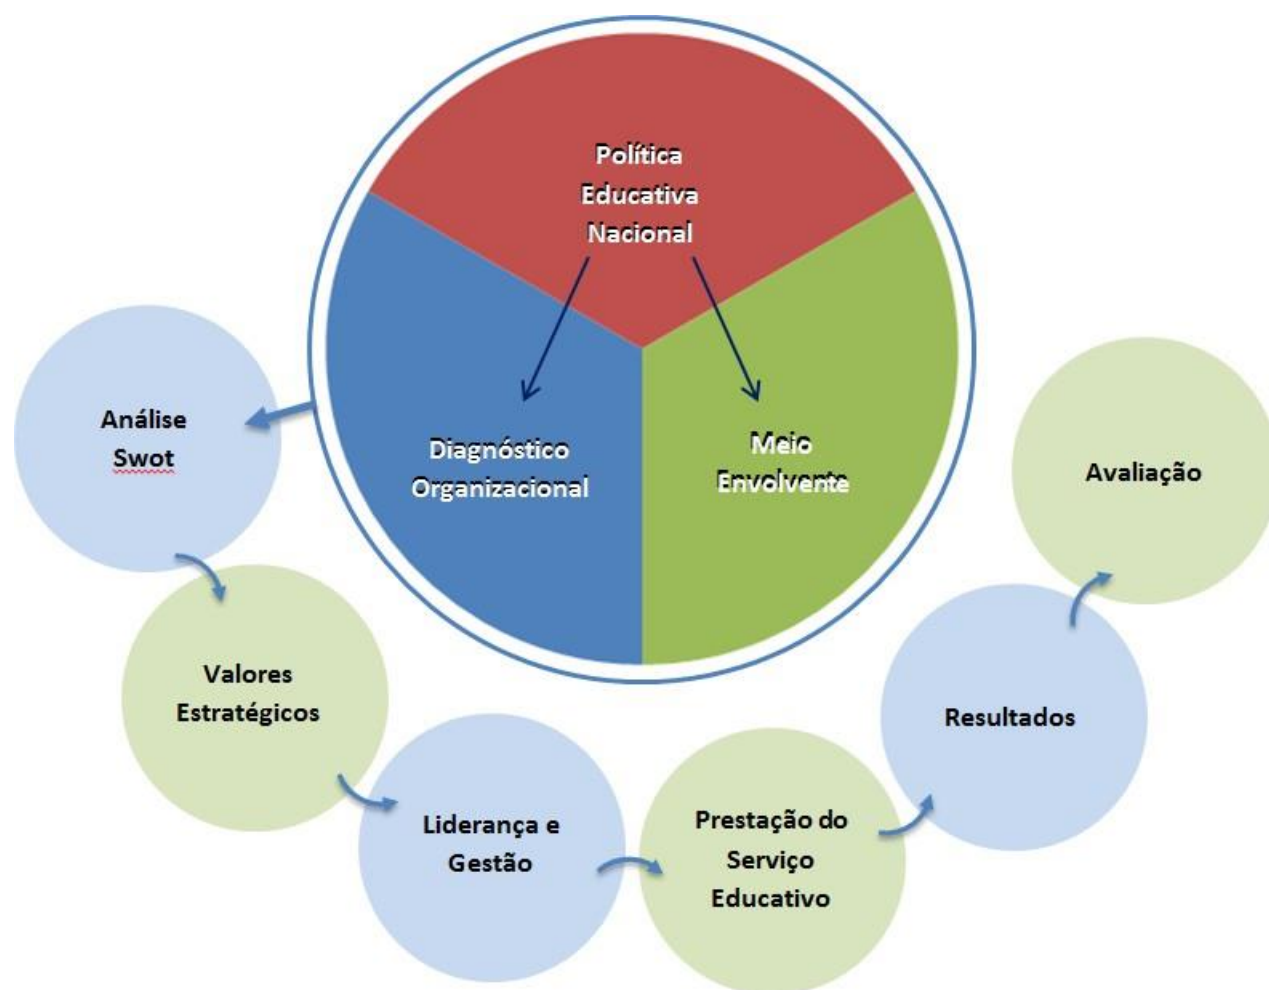 Política
Educativa
Nacional
Diagnóstico
Organizacional
Meio
Envolvente
Análise
Swot
Valores
Estratégicos
Liderança e
Gestão
Prestação do
Serviço
Educativo
Resultados
Avaliação